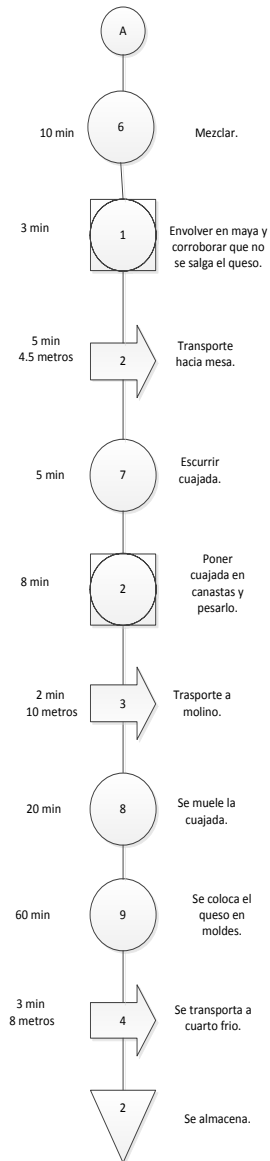 A
10 min
6
Mezclar.
3 min
1
Envolver en maya y
corroborar que no
se salga el queso.
5 min
4.5 metros
2
Transporte
hacia mesa.
5 min
7
Escurrir
cuajada.
8 min
2
Poner
cuajada en
canastas y
pesarlo.
2 min
10 metros
3
Trasporte a
molino.
20 min
8
Se muele la
cuajada.
60 min
9
Se coloca el
queso en
moldes.
3 min
8 metros
4
Se transporta a
cuarto frio.
2
Se almacena.